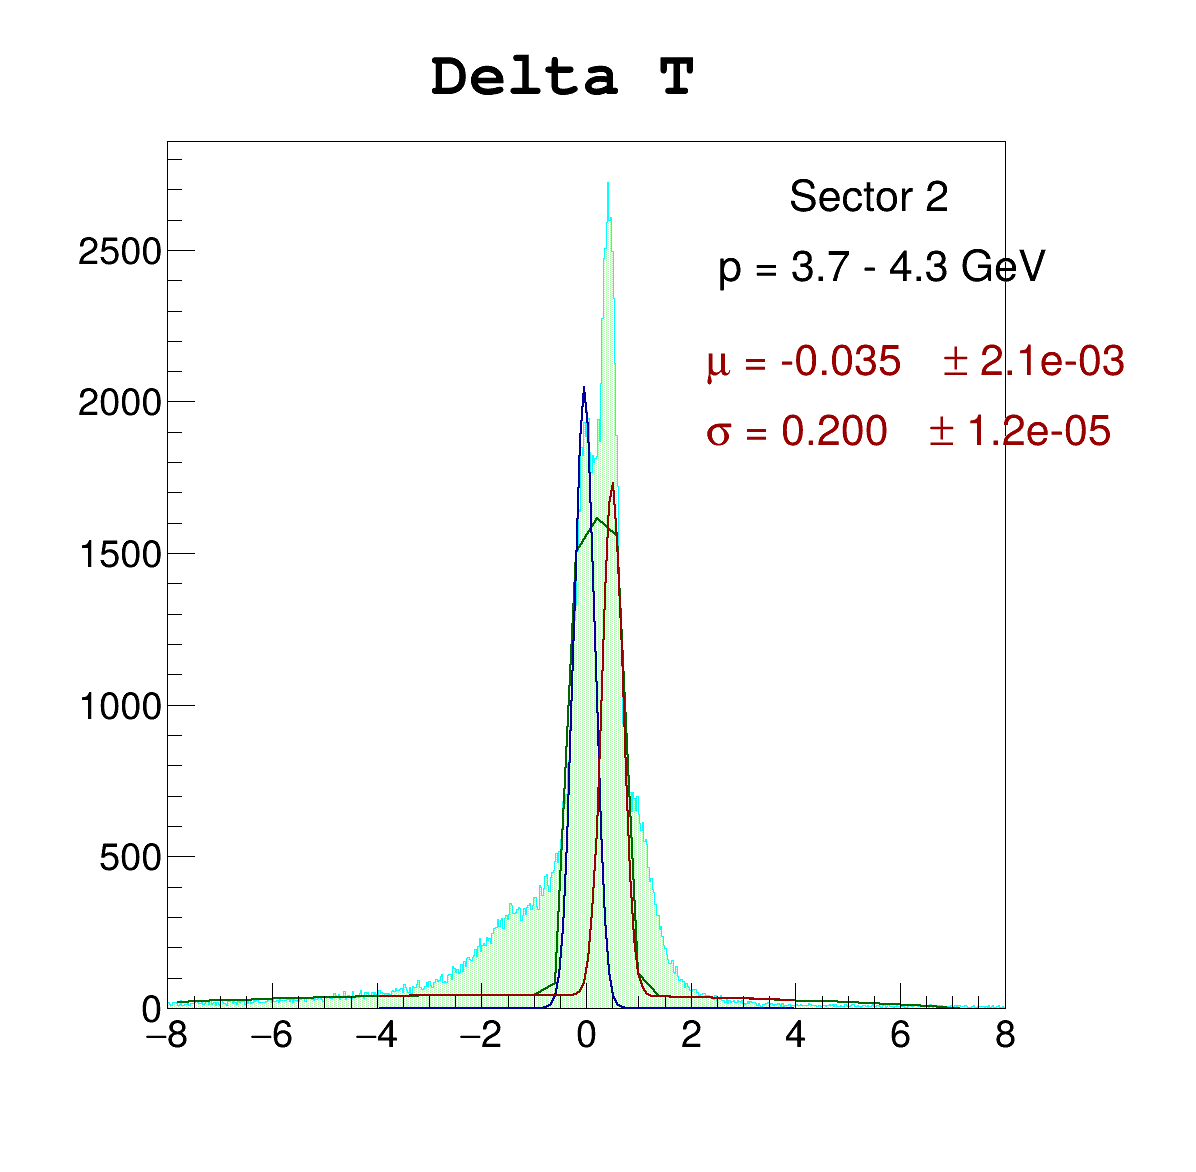 Delta T
Sector 2
p = 3.7 - 4.3 GeV
μ = -0.035 ± 2.1e-03
σ = 0.200 ± 1.2e-05
2500
2000
1500
1000
500
0
−8 −6 −4 −2 0 2 4 6 8